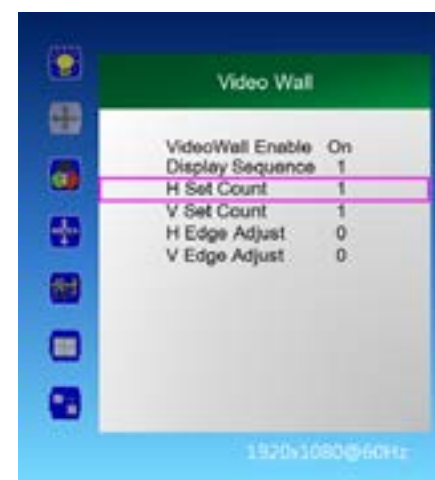 Video Wall
VideoWall Enable On
Display Sequence 1
H Set Count 1
V Set Count 1
H Edge Adjust 0
V Edge Adjust 0
1920x1080@60Hz